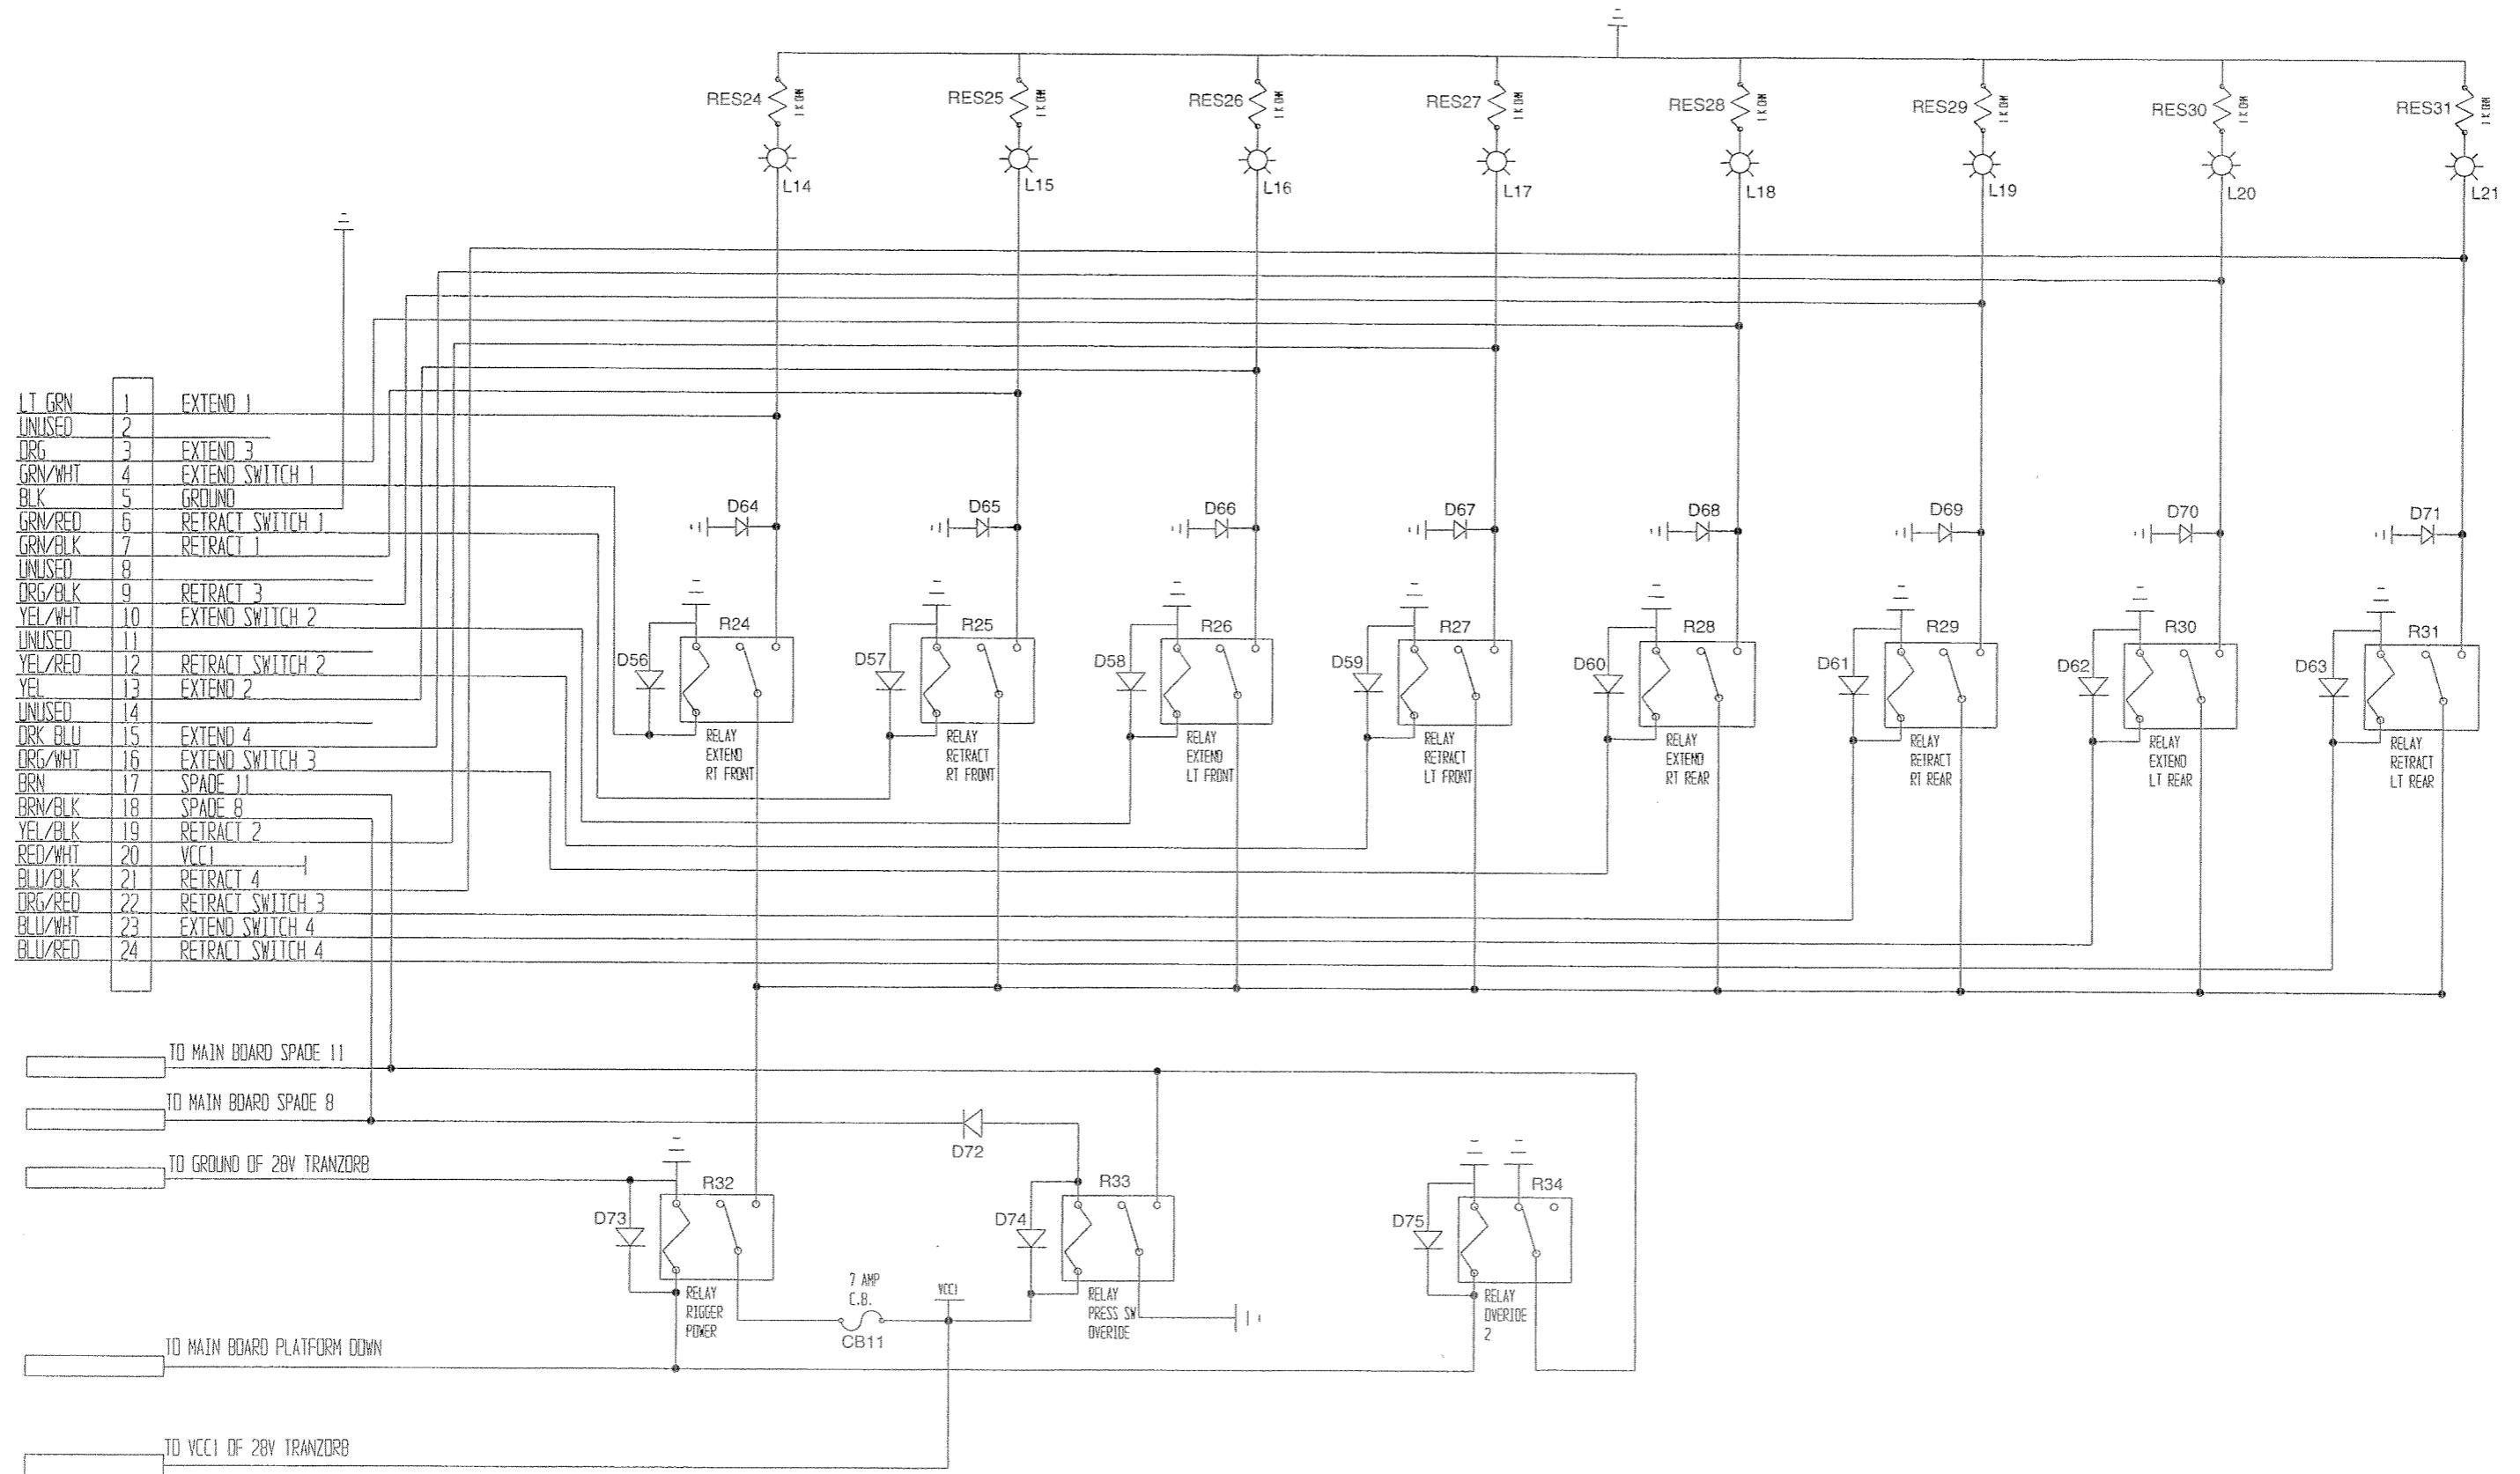 RES24 1 K OHM
RES25 1 K OHM
RES26 1 K OHM
RES27 1 K OHM
RES28 1 K OHM
RES29 1 K OHM
RES30 1 K OHM
RES31 1 K OHM
L14
L15
L16
L17
L18
L19
L20
L21
LT GRN 1 EXTEND 1
UNUSED 2
ORG 3 EXTEND 3
GRN/WHT 4 EXTEND SWITCH 1
BLK 5 GROUND
GRN/RED 6 RETRACT SWITCH 1
GRN/BLK 7 RETRACT 1
UNUSED 8
ORG/BLK 9 RETRACT 3
YEL/WHT 10 EXTEND SWITCH 2
UNUSED 11
YEL/RED 12 RETRACT SWITCH 2
YEL 13 EXTEND 2
UNUSED 14
DRK BLU 15 EXTEND 4
ORG/WHT 16 EXTEND SWITCH 3
BRN 17 SPADE 11
BRN/BLK 18 SPADE 8
YEL/BLK 19 RETRACT 2
RED/WHT 20 VCC1
BLU/BLK 21 RETRACT 4
ORG/RED 22 RETRACT SWITCH 3
BLU/WHT 23 EXTEND SWITCH 4
BLU/RED 24 RETRACT SWITCH 4
D64
D65
D66
D67
D68
D69
D70
D71
R24
R25
R26
R27
R28
R29
R30
R31
D56
D57
D58
D59
D60
D61
D62
D63
RELAY
EXTEND
RT FRONT
RELAY
RETRACT
RT FRONT
RELAY
EXTEND
LT FRONT
RELAY
RETRACT
LT FRONT
RELAY
EXTEND
RT REAR
RELAY
RETRACT
RT REAR
RELAY
EXTEND
LT REAR
RELAY
RETRACT
LT REAR
TO MAIN BOARD SPADE 11
TO MAIN BOARD SPADE 8
D72
TO GROUND OF 28V TRANZORB
R32
R33
R34
D73
D74
D75
RELAY
RIGGER
POWER
7 AMP
C.B.
CB11
VCC1
RELAY
PRESS SW
OVERIDE
RELAY
OVERIDE
2
TO MAIN BOARD PLATFORM DOWN
TO VCC1 OF 28V TRANZORB